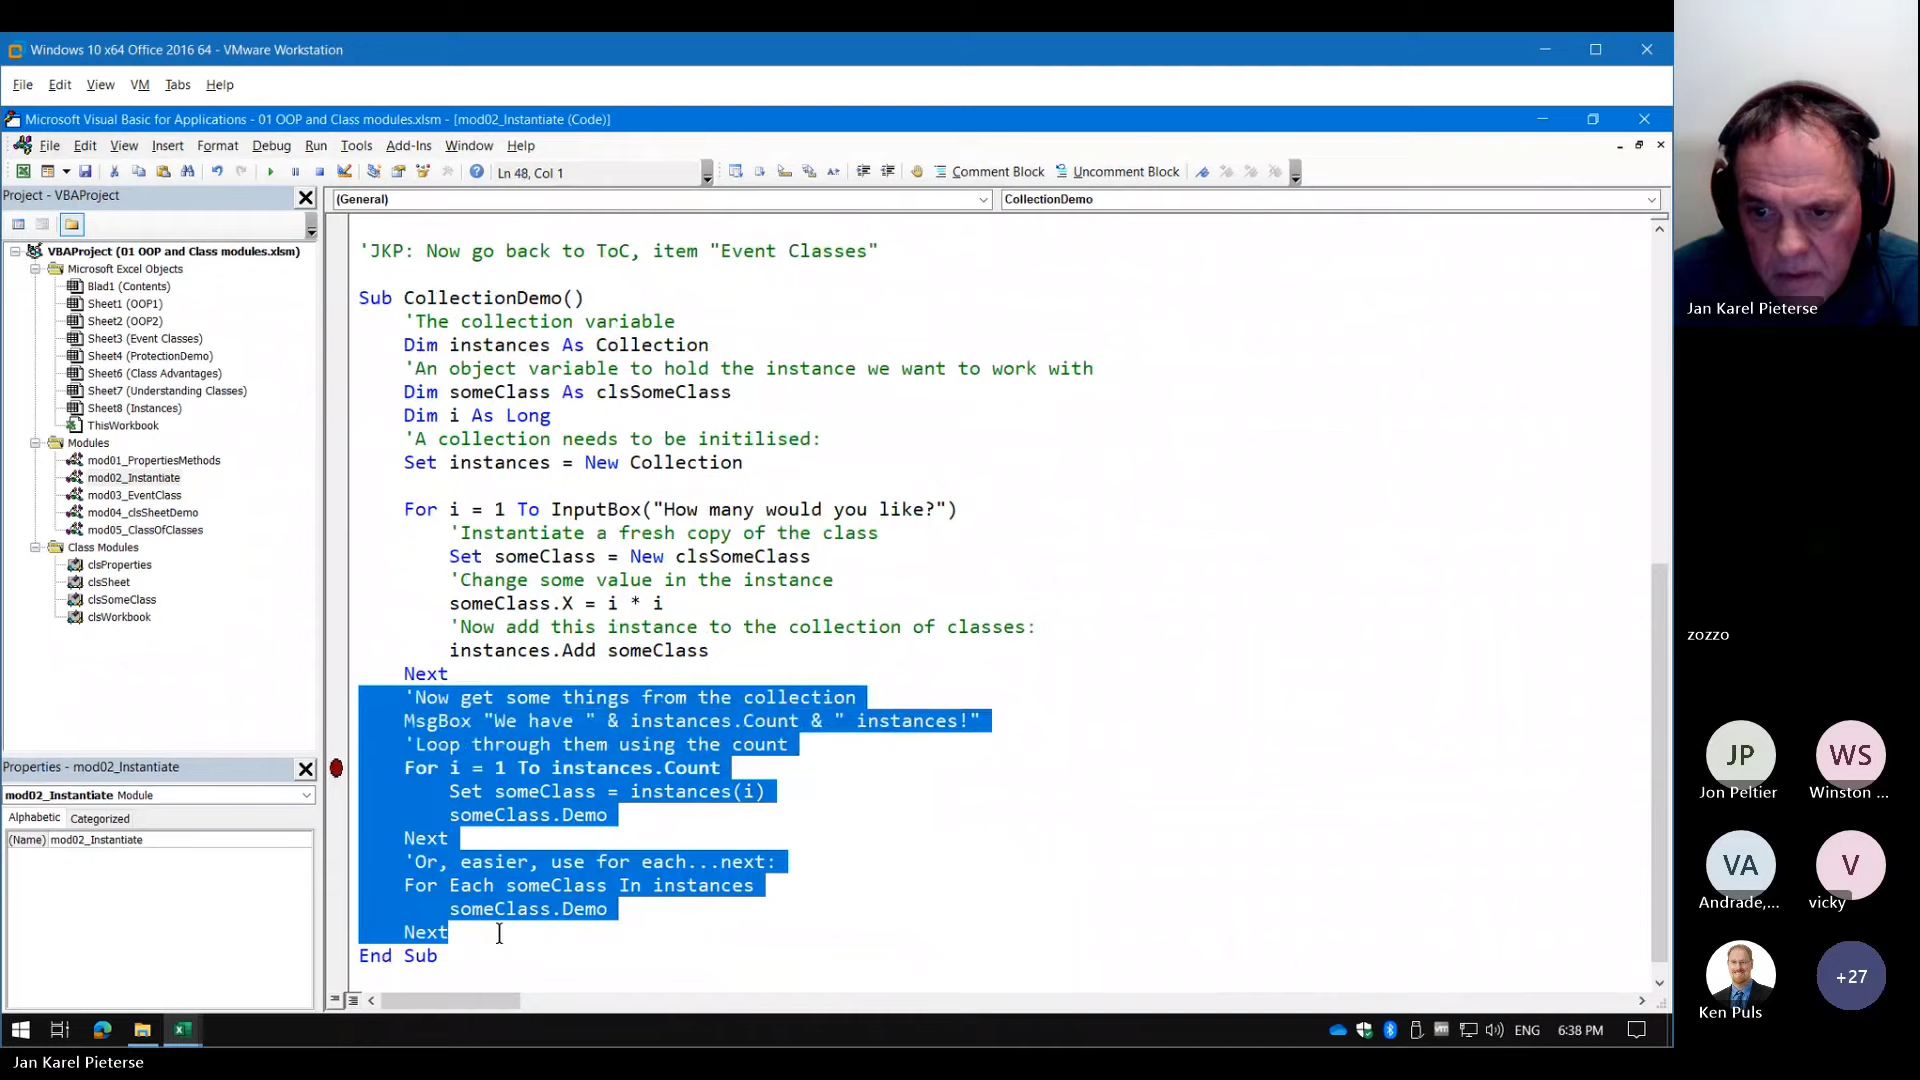 Windows 10 x64 Office 2016 64 - VMware Workstation
File Edit View VM Tabs Help
Microsoft Visual Basic for Applications - 01 OOP and Class modules.xlsm - [mod02_Instantiate (Code)]
File Edit View Insert Format Debug Run Tools Add-Ins Window Help
Ln 48, Col 1
Comment Block
Uncomment Block
Project - VBAProject
VBAProject (01 OOP and Class modules.xlsm)
Microsoft Excel Objects
Blad1 (Contents)
Sheet1 (OOP1)
Sheet2 (OOP2)
Sheet3 (Event Classes)
Sheet4 (ProtectionDemo)
Sheet6 (Class Advantages)
Sheet7 (Understanding Classes)
Sheet8 (Instances)
ThisWorkbook
Modules
mod01_PropertiesMethods
mod02_Instantiate
mod03_EventClass
mod04_clsSheetDemo
mod05_ClassOfClasses
Class Modules
clsProperties
clsSheet
clsSomeClass
clsWorkbook
Properties - mod02_Instantiate
mod02_Instantiate Module
Alphabetic Categorized
(Name) mod02_Instantiate
(General)
CollectionDemo
'JKP: Now go back to ToC, item "Event Classes"
Sub CollectionDemo()
'The collection variable
Dim instances As Collection
'An object variable to hold the instance we want to work with
Dim someClass As clsSomeClass
Dim i As Long
'A collection needs to be initilised:
Set instances = New Collection
For i = 1 To InputBox("How many would you like?")
'Instantiate a fresh copy of the class
Set someClass = New clsSomeClass
'Change some value in the instance
someClass.X = i * i
'Now add this instance to the collection of classes:
instances.Add someClass
Next
'Now get some things from the collection
MsgBox "We have " & instances.Count & " instances!"
'Loop through them using the count
For i = 1 To instances.Count
Set someClass = instances(i)
someClass.Demo
Next
'Or, easier, use for each...next:
For Each someClass In instances
someClass.Demo
Next
End Sub
ENG
6:38 PM
Jan Karel Pieterse
Jan Karel Pieterse
zozzo
JP
Jon Peltier
WS
Winston ...
VA
Andrade,...
V
vicky
Ken Puls
+27